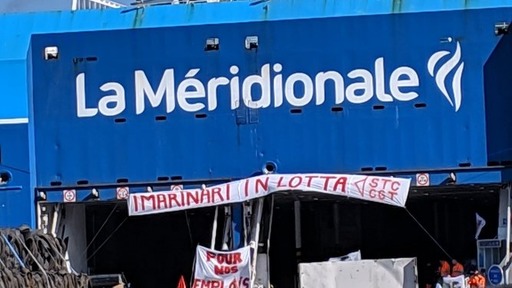 La Méridionale
I MARINARI IN LOTTA
STC
CGT
POUR
NOS
EMPLOIS